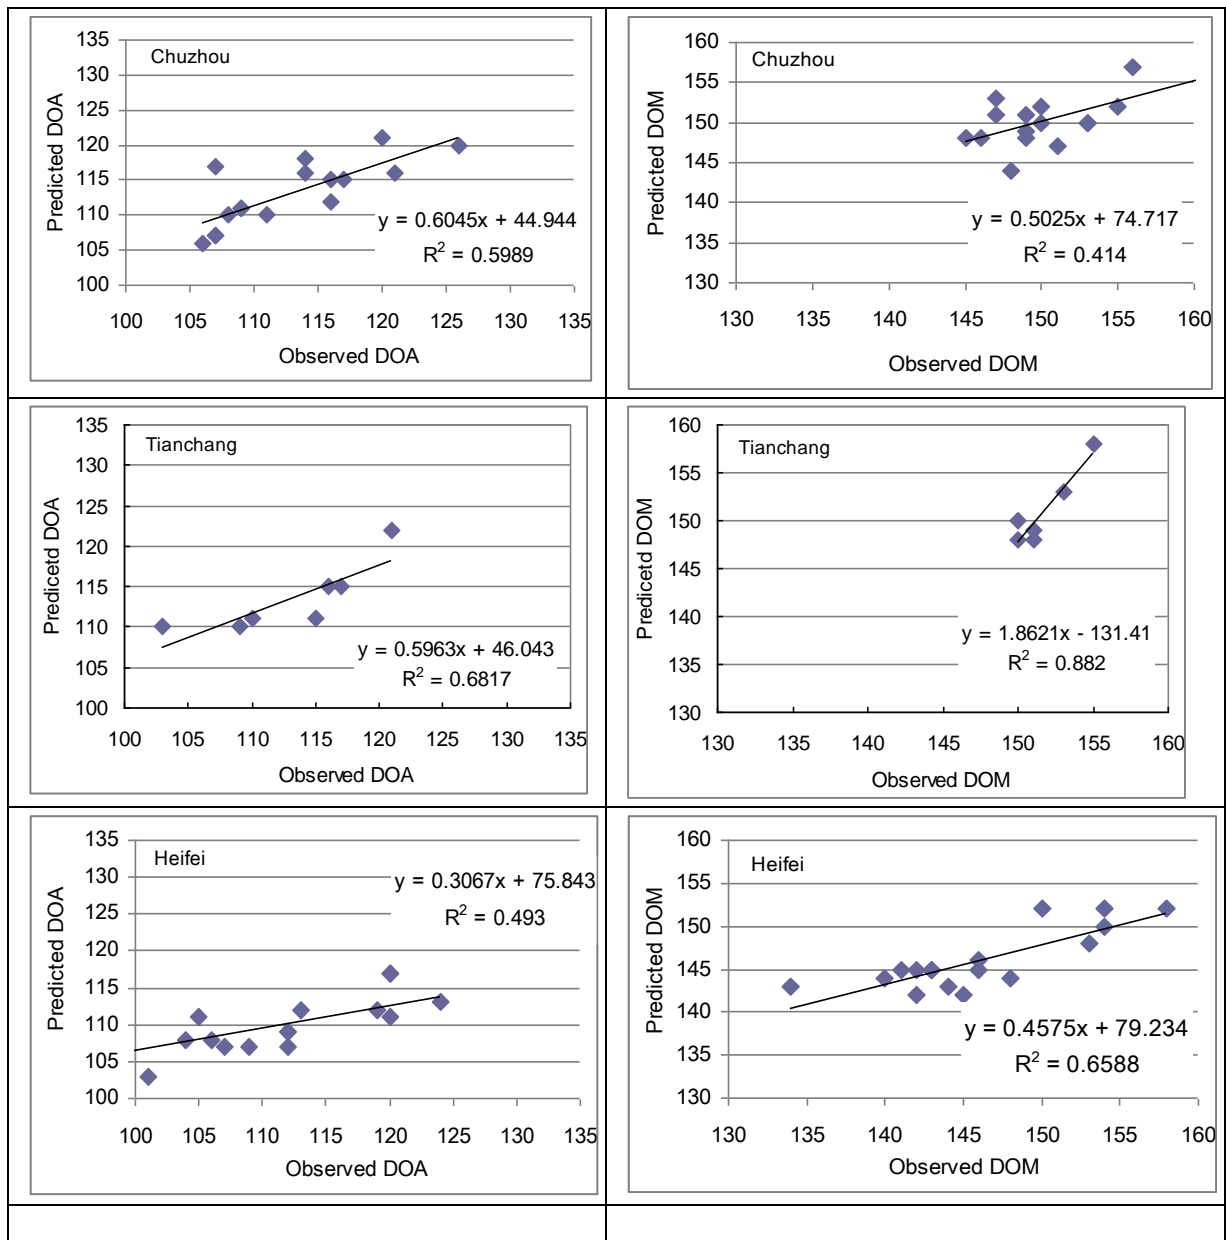 Chuzhou
Predicted DOA
135
130
125
120
115
110
105
100
y = 0.6045x + 44.944
R² = 0.5989
100 105 110 115 120 125 130 135
Observed DOA
Chuzhou
Predicted DOM
160
155
150
145
140
135
130
y = 0.5025x + 74.717
R² = 0.414
130 135 140 145 150 155 160
Observed DOM
Tianchang
Predicetd DOA
135
130
125
120
115
110
105
100
y = 0.5963x + 46.043
R² = 0.6817
100 105 110 115 120 125 130 135
Observed DOA
Tianchang
Predicetd DOM
160
155
150
145
140
135
130
y = 1.8621x - 131.41
R² = 0.882
130 135 140 145 150 155 160
Observed DOM
Heifei
Predicted DOA
135
130
125
120
115
110
105
100
y = 0.3067x + 75.843
R² = 0.493
100 105 110 115 120 125 130 135
Observed DOA
Heifei
Predicted DOM
160
155
150
145
140
135
130
y = 0.4575x + 79.234
R² = 0.6588
130 135 140 145 150 155 160
Observed DOM